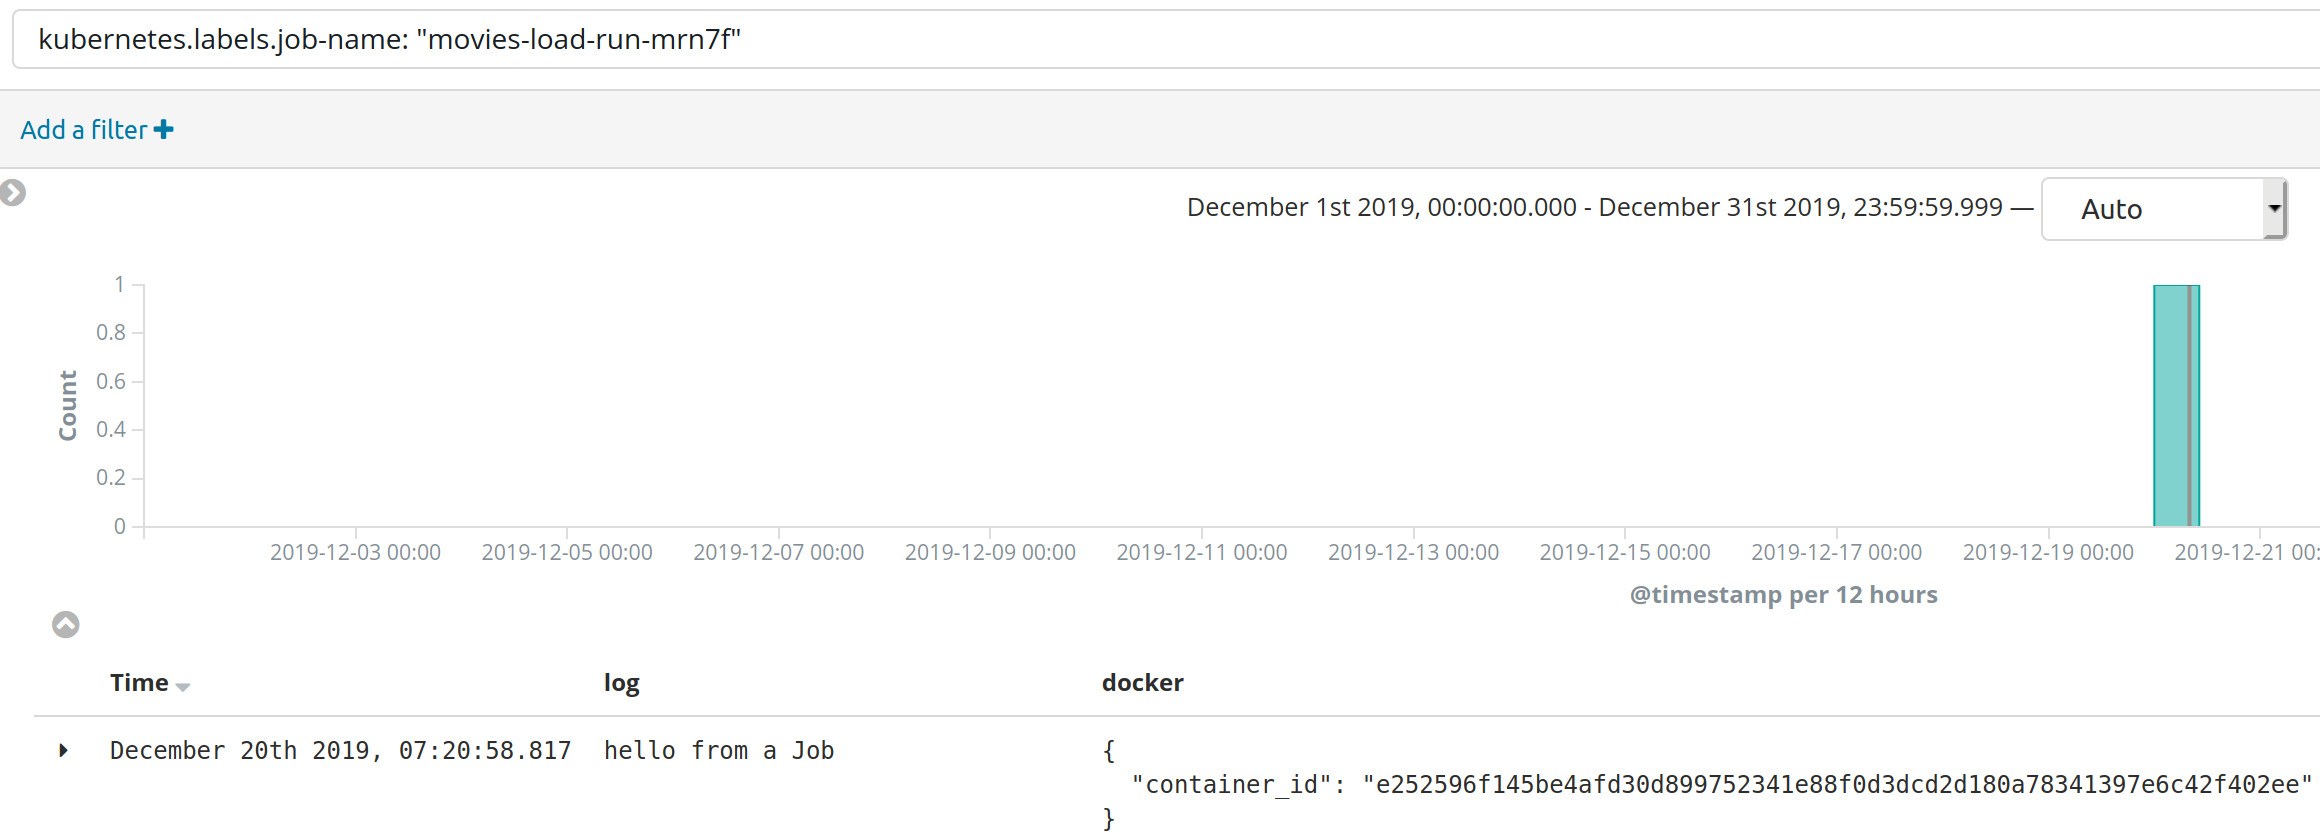 kubernetes.labels.job-name: "movies-load-run-mrn7f"
Add a filter
December 1st 2019, 00:00:00.000 - December 31st 2019, 23:59:59.999 — Auto
1
0.8
0.6
0.4
0.2
0
Count
2019-12-03 00:00 2019-12-05 00:00 2019-12-07 00:00 2019-12-09 00:00 2019-12-11 00:00 2019-12-13 00:00 2019-12-15 00:00 2019-12-17 00:00 2019-12-19 00:00 2019-12-21 00:
@timestamp per 12 hours
Time log docker
December 20th 2019, 07:20:58.817 hello from a Job {
"container_id": "e252596f145be4afd30d899752341e88f0d3dcd2d180a78341397e6c42f402ee"
}